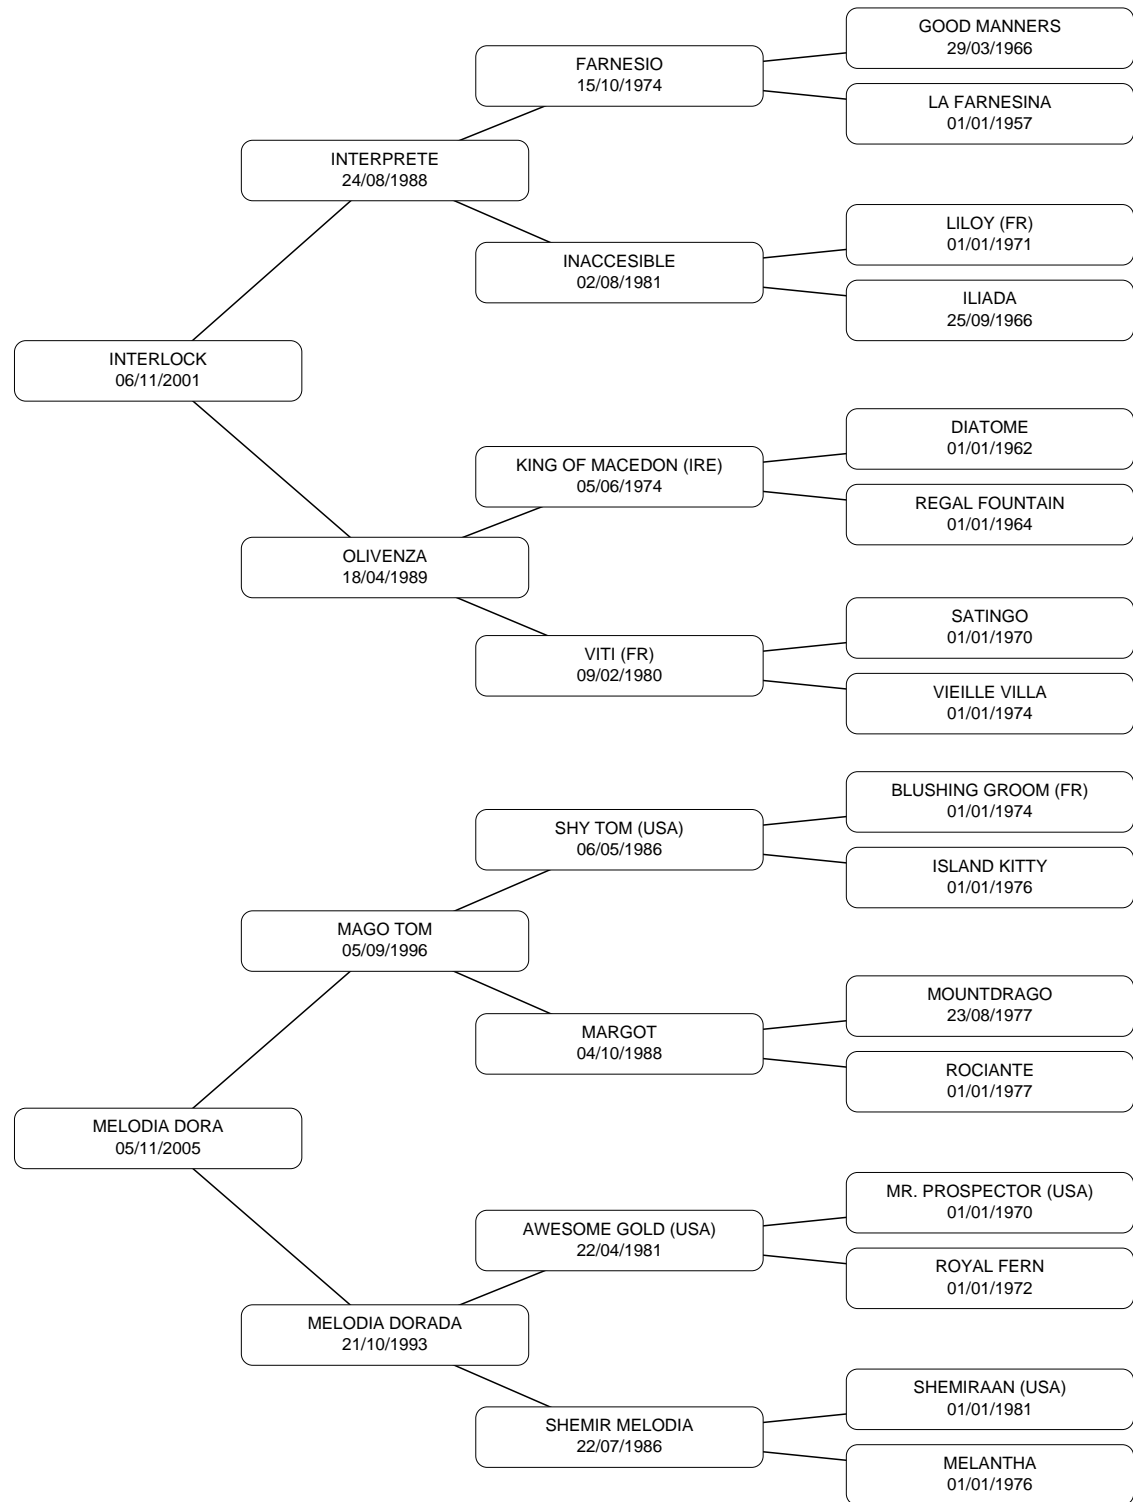 GOOD MANNERS
29/03/1966
FARNESIO
15/10/1974
LA FARNESINA
01/01/1957
INTERPRETE
24/08/1988
LILOY (FR)
01/01/1971
INACCESIBLE
02/08/1981
ILIADA
25/09/1966
INTERLOCK
06/11/2001
DIATOME
01/01/1962
KING OF MACEDON (IRE)
05/06/1974
REGAL FOUNTAIN
01/01/1964
OLIVENZA
18/04/1989
SATINGO
01/01/1970
VITI (FR)
09/02/1980
VIEILLE VILLA
01/01/1974
BLUSHING GROOM (FR)
01/01/1974
SHY TOM (USA)
06/05/1986
ISLAND KITTY
01/01/1976
MAGO TOM
05/09/1996
MOUNTDRAGO
23/08/1977
MARGOT
04/10/1988
ROCIANTE
01/01/1977
MELODIA DORA
05/11/2005
MR. PROSPECTOR (USA)
01/01/1970
AWESOME GOLD (USA)
22/04/1981
ROYAL FERN
01/01/1972
MELODIA DORADA
21/10/1993
SHEMIRAAN (USA)
01/01/1981
SHEMIR MELODIA
22/07/1986
MELANTHA
01/01/1976